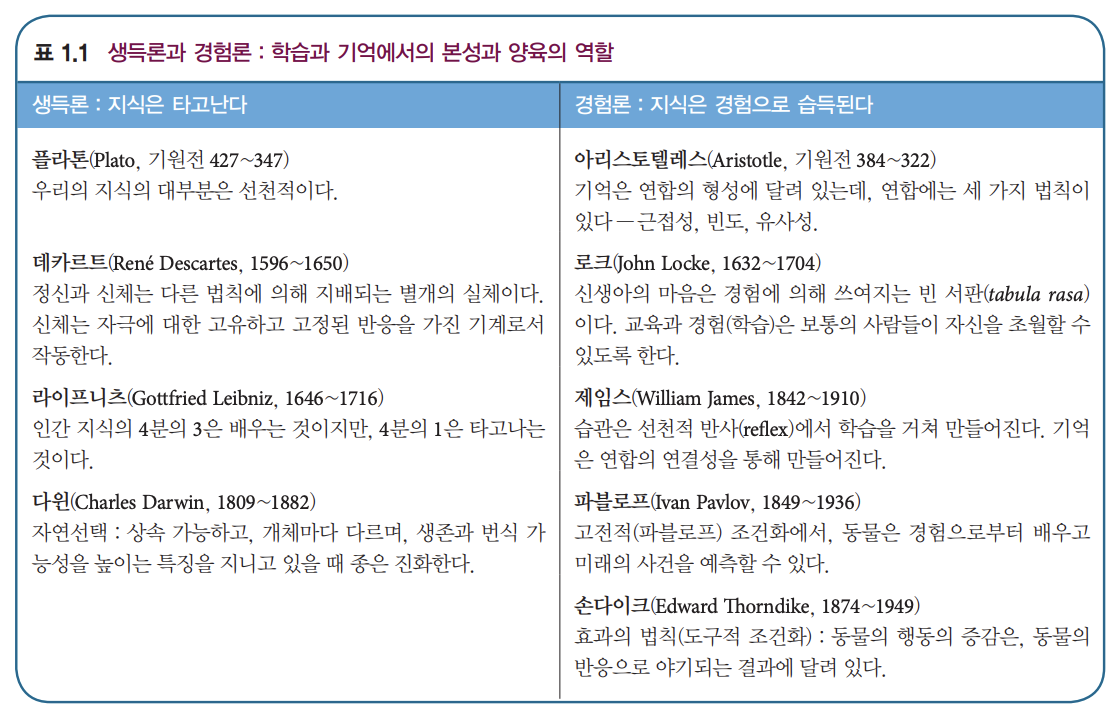 표 1.1 생득론과 경험론 : 학습과 기억에서의 본성과 양육의 역할
생득론 : 지식은 타고난다
플라톤(Plato, 기원전 427~347)
우리의 지식의 대부분은 선천적이다.
데카르트(René Descartes, 1596~1650)
정신과 신체는 다른 법칙에 의해 지배되는 별개의 실체이다.
신체는 자극에 대한 고유하고 고정된 반응을 가진 기계로서
작동한다.
라이프니츠(Gottfried Leibniz, 1646~1716)
인간 지식의 4분의 3은 배우는 것이지만, 4분의 1은 타고나는
것이다.
다윈(Charles Darwin, 1809~1882)
자연선택 : 상속 가능하고, 개체마다 다르며, 생존과 번식 가
능성을 높이는 특징을 지니고 있을 때 종은 진화한다.
경험론 : 지식은 경험으로 습득된다
아리스토텔레스(Aristotle, 기원전 384~322)
기억은 연합의 형성에 달려 있는데, 연합에는 세 가지 법칙이
있다－근접성, 빈도, 유사성.
로크(John Locke, 1632~1704)
신생아의 마음은 경험에 의해 쓰여지는 빈 서판(tabula rasa)
이다. 교육과 경험(학습)은 보통의 사람들이 자신을 초월할 수
있도록 한다.
제임스(William James, 1842~1910)
습관은 선천적 반사(reflex)에서 학습을 거쳐 만들어진다. 기억
은 연합의 연결성을 통해 만들어진다.
파블로프(Ivan Pavlov, 1849~1936)
고전적(파블로프) 조건화에서, 동물은 경험으로부터 배우고
미래의 사건을 예측할 수 있다.
손다이크(Edward Thorndike, 1874~1949)
효과의 법칙(도구적 조건화) : 동물의 행동의 증감은, 동물의
반응으로 야기되는 결과에 달려 있다.